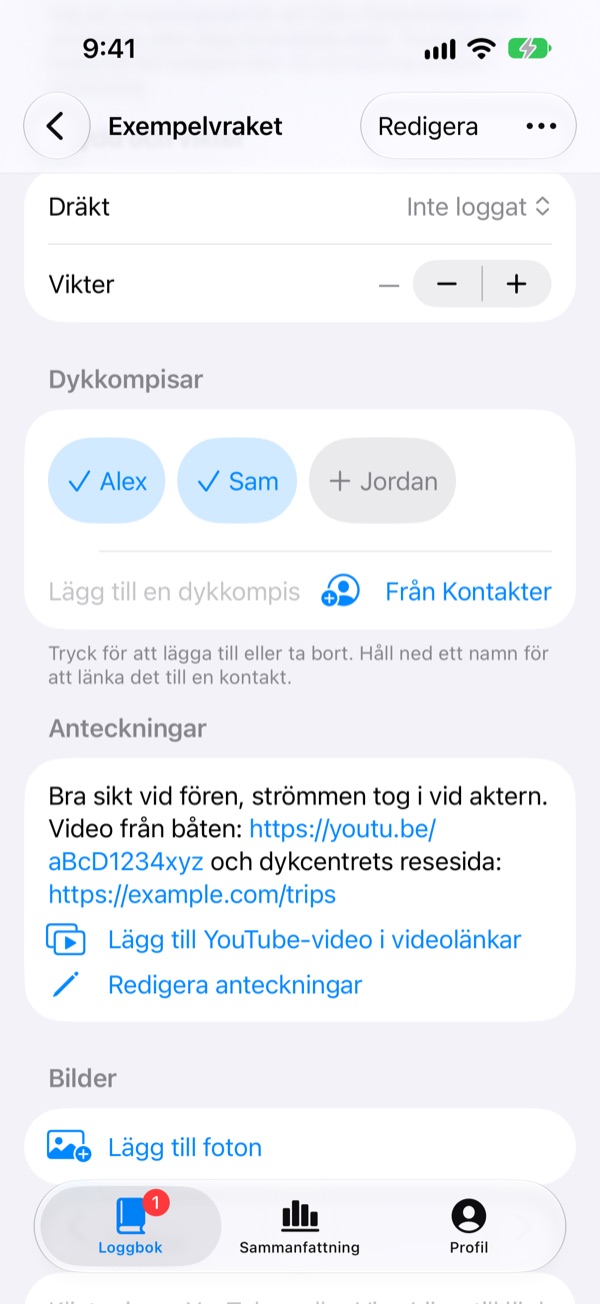 9:41
Exempelvraket
Redigera
Dräkt
Inte loggat
Vikter
—
Dykkompisar
Alex
Sam
Jordan
Lägg till en dykkompis
Från Kontakter
Tryck för att lägga till eller ta bort. Håll ned ett namn för
att länka det till en kontakt.
Anteckningar
Bra sikt vid fören, strömmen tog i vid aktern.
Video från båten: https://youtu.be/
aBcD1234xyz och dykcentrets resesida:
https://example.com/trips
Lägg till YouTube-video i videolänkar
Redigera anteckningar
Bilder
Lägg till foton
1
Loggbok
Sammanfattning
Profil